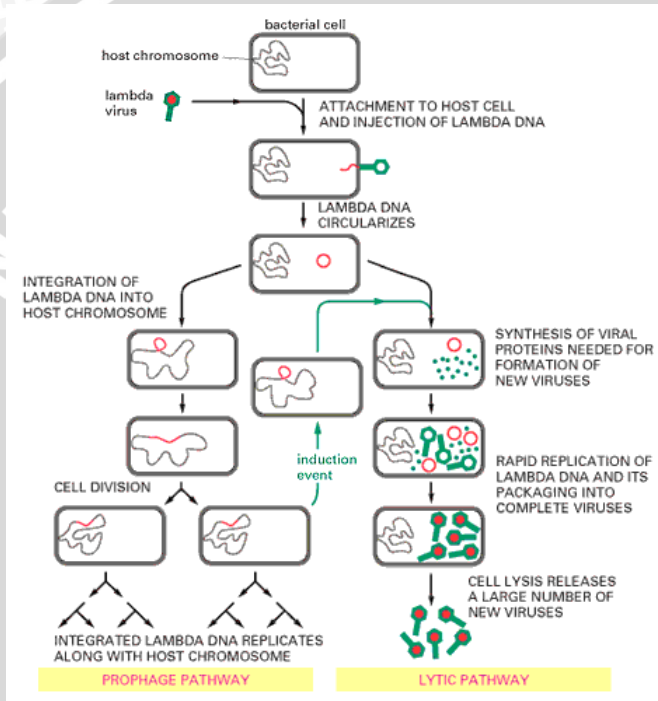 bacterial cell
host chromosome
lambda
virus
ATTACHMENT TO HOST CELL
AND INJECTION OF LAMBDA DNA
LAMBDA DNA
CIRCULARIZES
INTEGRATION OF
LAMBDA DNA INTO
HOST CHROMOSOME
SYNTHESIS OF VIRAL
PROTEINS NEEDED FOR
FORMATION OF
NEW VIRUSES
induction
event
RAPID REPLICATION OF
LAMBDA DNA AND ITS
PACKAGING INTO
COMPLETE VIRUSES
CELL DIVISION
CELL LYSIS RELEASES
A LARGE NUMBER OF
NEW VIRUSES
INTEGRATED LAMBDA DNA REPLICATES
ALONG WITH HOST CHROMOSOME
PROPHAGE PATHWAY
LYTIC PATHWAY